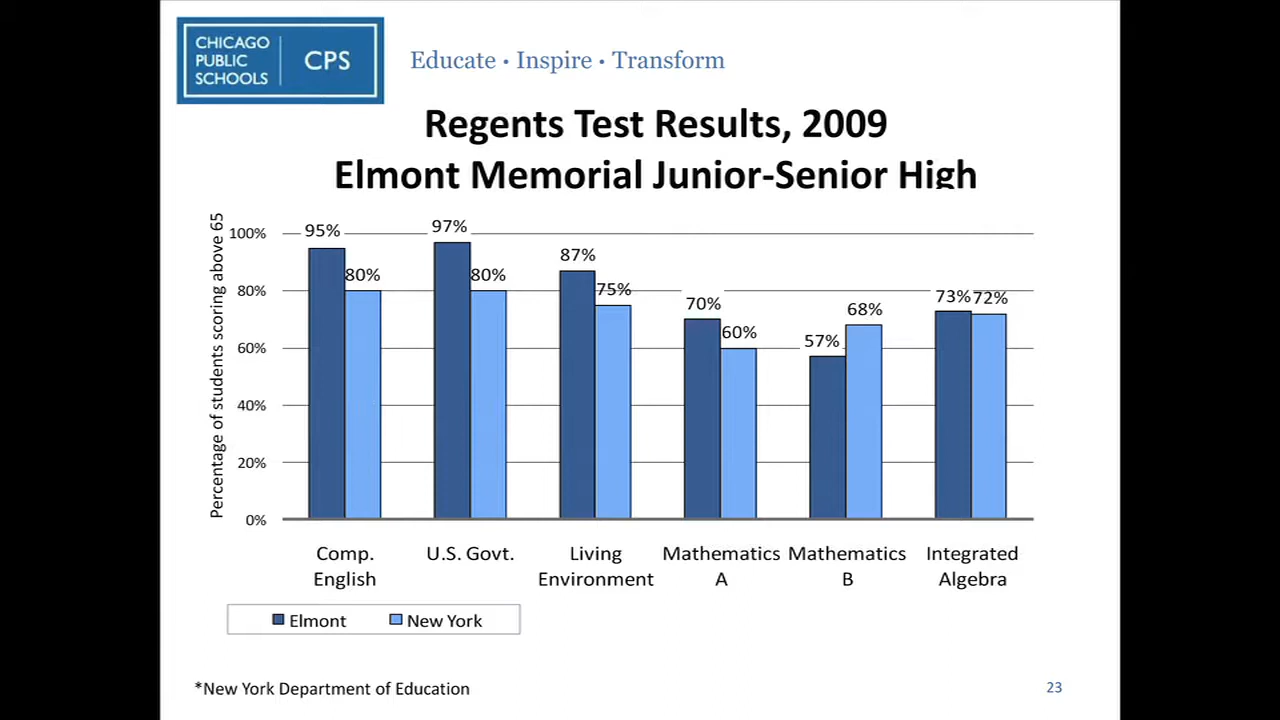 CHICAGO
PUBLIC
SCHOOLS
CPS
Educate · Inspire · Transform
Regents Test Results, 2009
Elmont Memorial Junior-Senior High
Percentage of students scoring above 65
100%
80%
60%
40%
20%
0%
95%
80%
97%
80%
87%
75%
70%
60%
57%
68%
73%
72%
Comp.
English
U.S. Govt.
Living
Environment
Mathematics
A
Mathematics
B
Integrated
Algebra
Elmont
New York
*New York Department of Education
23